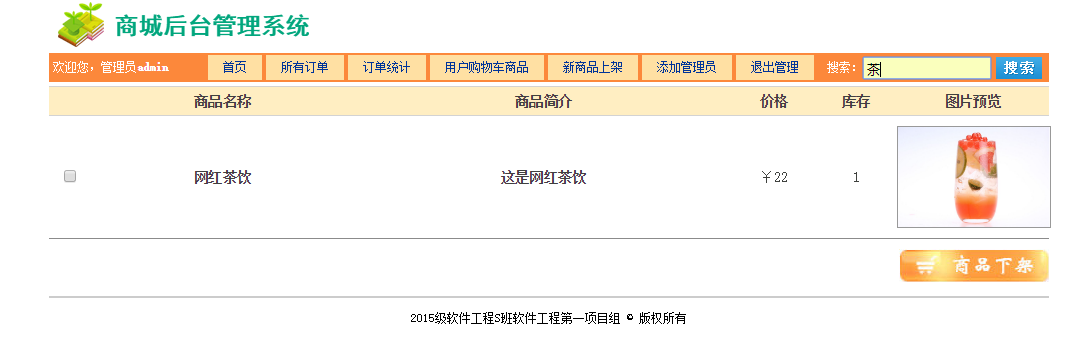 商城后台管理系统
欢迎您，管理员admin 首页 所有订单 订单统计 用户购物车商品 新商品上架 添加管理员 退出管理 搜索： 茶 搜索
商品名称 商品简介 价格 库存 图片预览
网红茶饮 这是网红茶饮 ￥22 1
商品下架
2015级软件工程S班软件工程第一项目组 © 版权所有